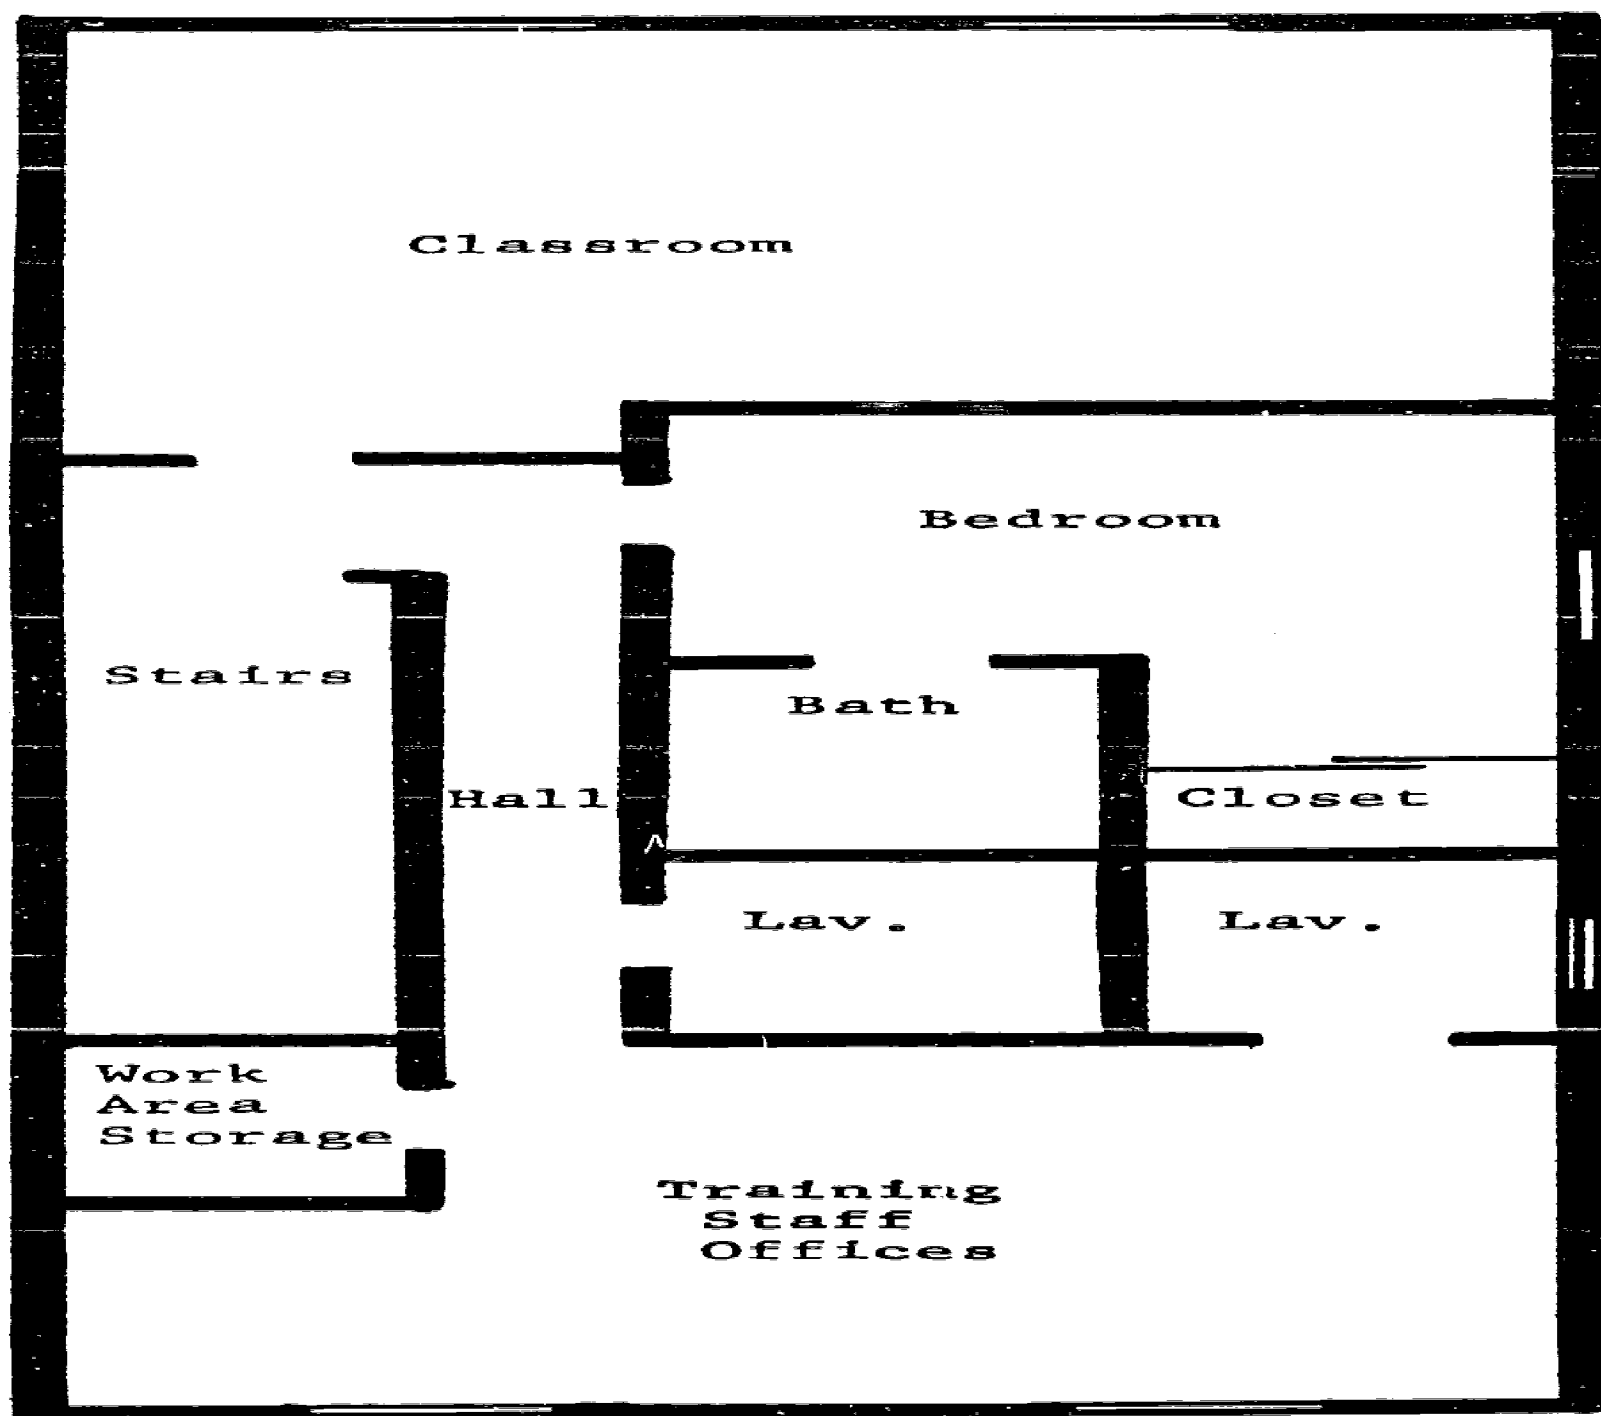 Classroom
Bedroom
Stairs
Bath
Hall
Closet
Lav.
Lav.
Work
Area
Storage
Training
Staff
Offices